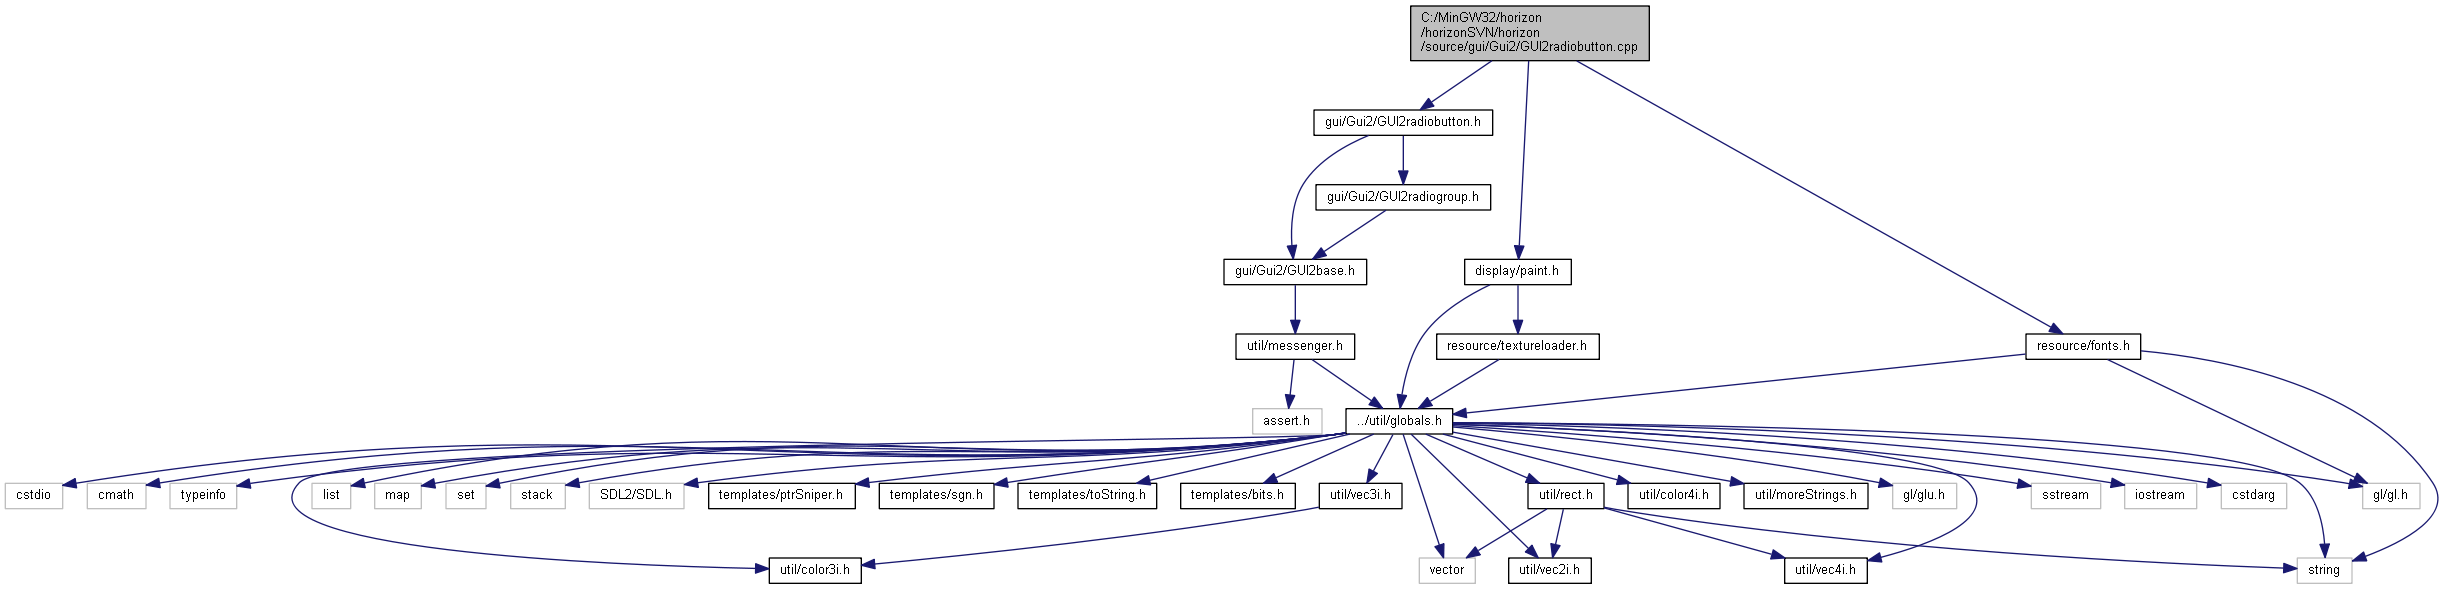 C:/MinGW32/horizon
/horizonSVN/horizon
/source/gui/Gui2/GUI2radiobutton.cpp
gui/Gui2/GUI2radiobutton.h
gui/Gui2/GUI2radiogroup.h
gui/Gui2/GUI2base.h
display/paint.h
util/messenger.h
resource/textureloader.h
resource/fonts.h
assert.h
../util/globals.h
cstdio
cmath
typeinfo
list
map
set
stack
SDL2/SDL.h
templates/ptrSniper.h
templates/sgn.h
templates/toString.h
templates/bits.h
util/vec3i.h
util/rect.h
util/color4i.h
util/moreStrings.h
gl/glu.h
sstream
iostream
cstdarg
gl/gl.h
util/color3i.h
vector
util/vec2i.h
util/vec4i.h
string